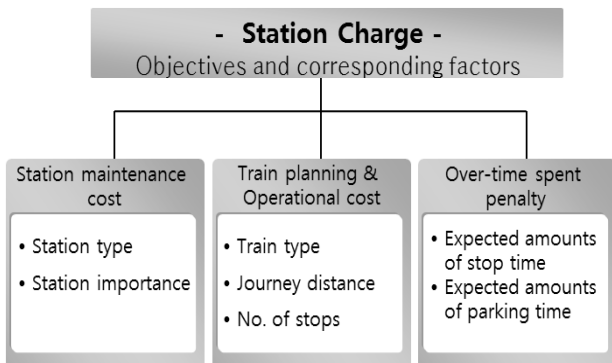 - Station Charge -
Objectives and corresponding factors
Station maintenance
cost
• Station type
• Station importance
Train planning &
Operational cost
• Train type
• Journey distance
• No. of stops
Over-time spent
penalty
• Expected amounts
of stop time
• Expected amounts
of parking time